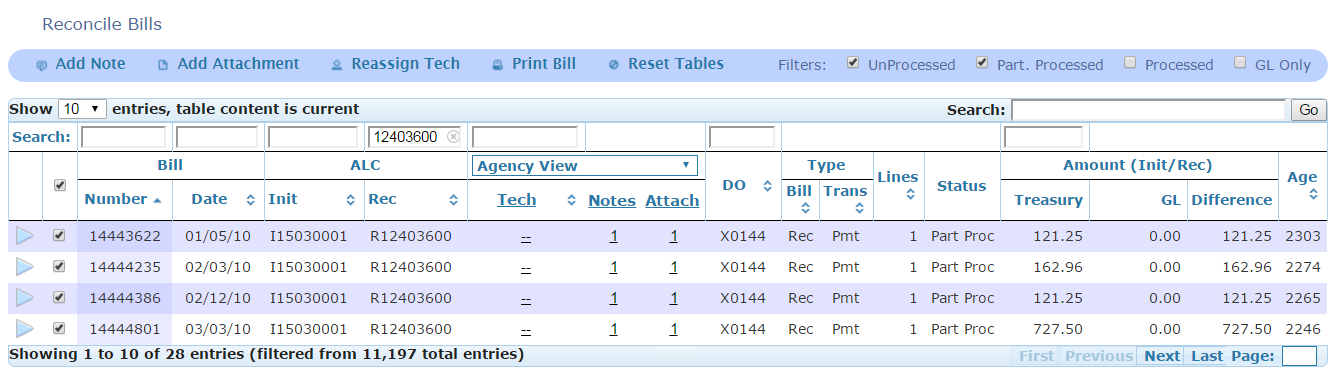 Reconcile Bills
Add Note Add Attachment Reassign Tech Print Bill Reset Tables Filters: UnProcessed Part. Processed Processed GL Only
Show 10 entries, table content is current Search: Go
Search: 12403600
Bill ALC Agency View DO Type Lines Status Amount (Init/Rec) Age
Number Date Init Rec Tech Notes Attach Bill Trans Treasury GL Difference
14443622 01/05/10 I15030001 R12403600 -- 1 1 X0144 Rec Pmt 1 Part Proc 121.25 0.00 121.25 2303
14444235 02/03/10 I15030001 R12403600 -- 1 1 X0144 Rec Pmt 1 Part Proc 162.96 0.00 162.96 2274
14444386 02/12/10 I15030001 R12403600 -- 1 1 X0144 Rec Pmt 1 Part Proc 121.25 0.00 121.25 2265
14444801 03/03/10 I15030001 R12403600 -- 1 1 X0144 Rec Pmt 1 Part Proc 727.50 0.00 727.50 2246
Showing 1 to 10 of 28 entries (filtered from 11,197 total entries) First Previous Next Last Page: